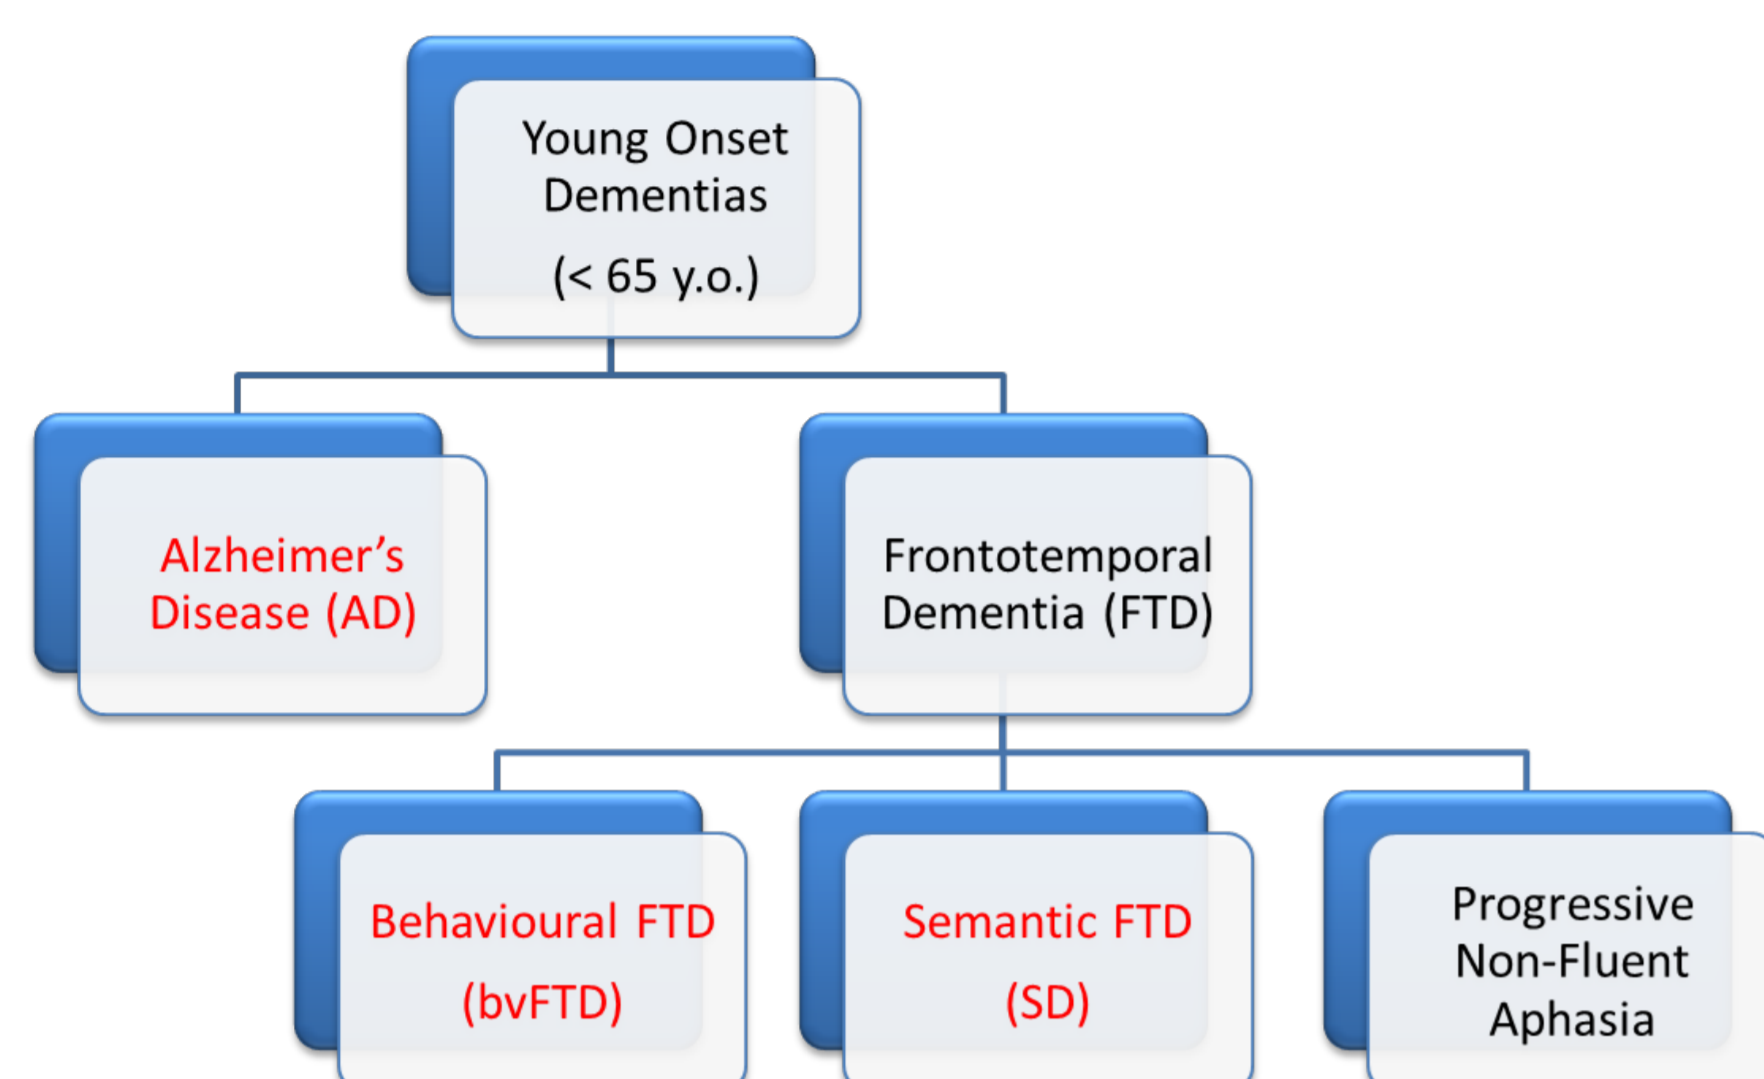 Young Onset
Dementias
(< 65 y.o.)
Alzheimer’s
Disease (AD)
Frontotemporal
Dementia (FTD)
Behavioural FTD
(bvFTD)
Semantic FTD
(SD)
Progressive
Non-Fluent
Aphasia